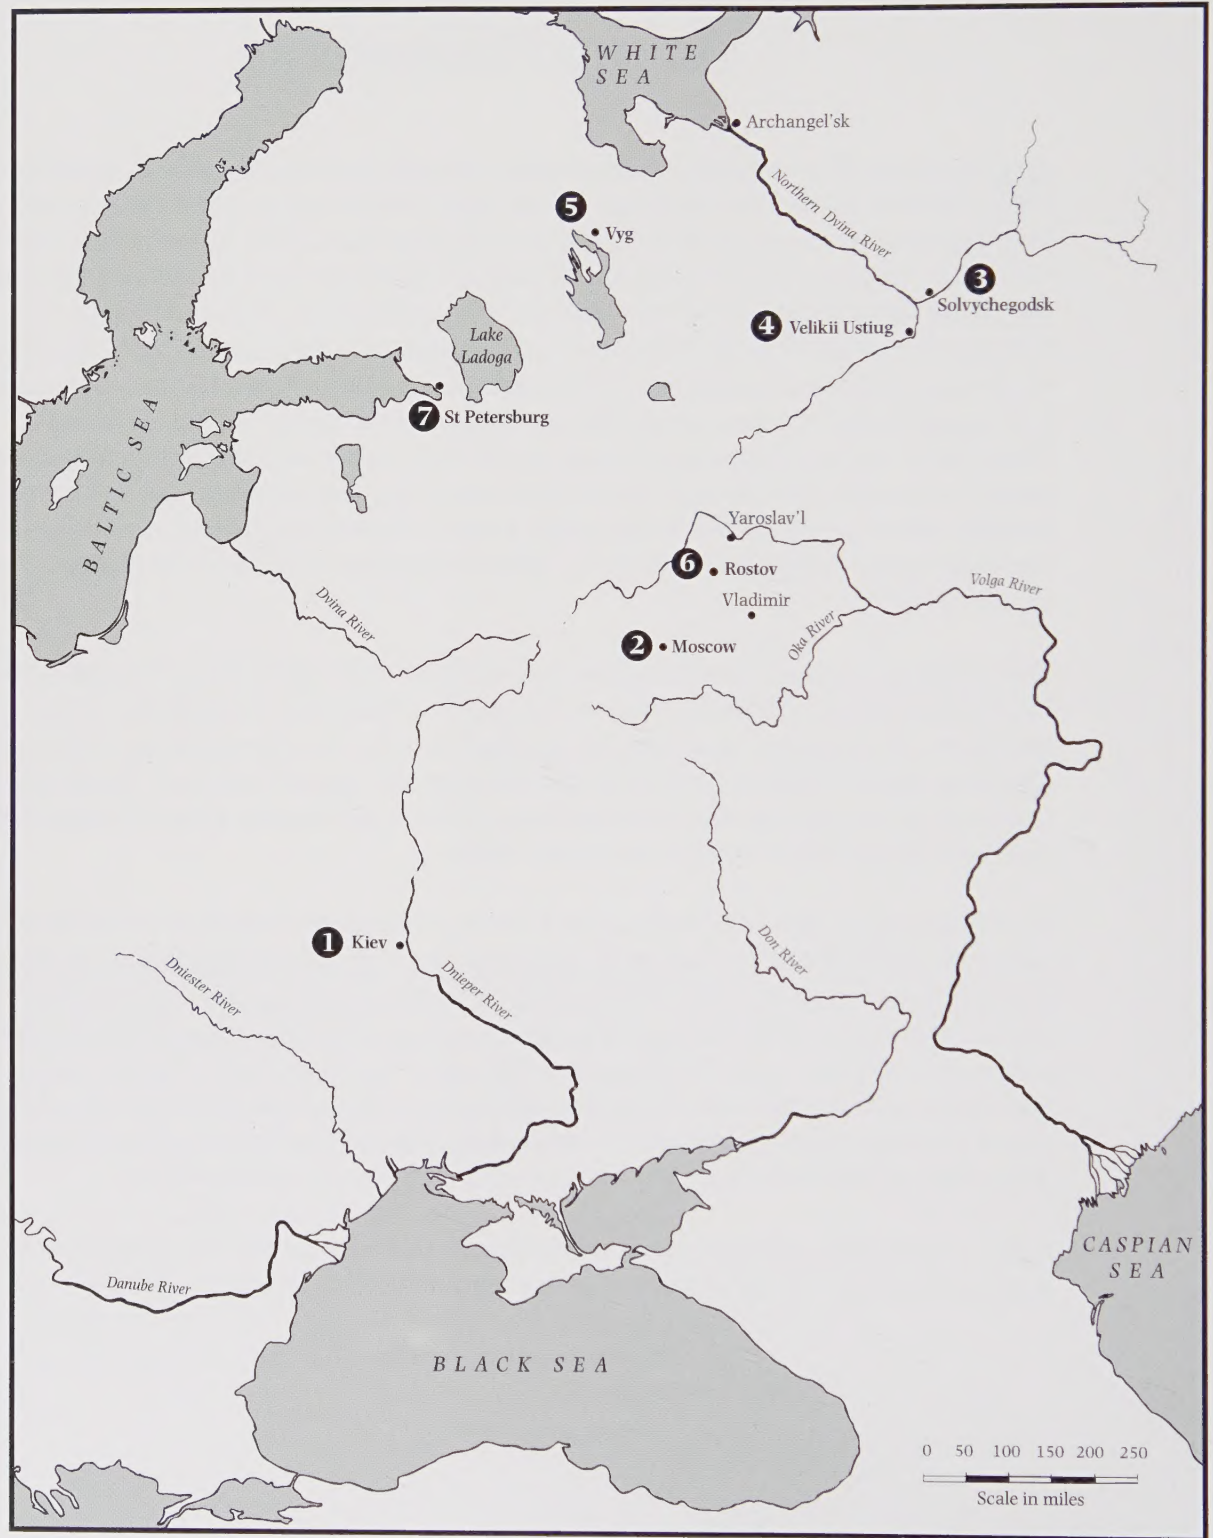 WHITE
SEA
Archangel'sk
Northern Dvina River
5
Vyg
3
Solvychegodsk
4 Velikii Ustiug
Lake
Ladoga
7 St Petersburg
BALTIC SEA
Yaroslav'l
6 Rostov
Volga River
Vladimir
Dvina River
2 Moscow
Oka River
1 Kiev
Don River
Dniester River
Dnieper River
CASPIAN
SEA
Danube River
BLACK SEA
0 50 100 150 200 250
Scale in miles